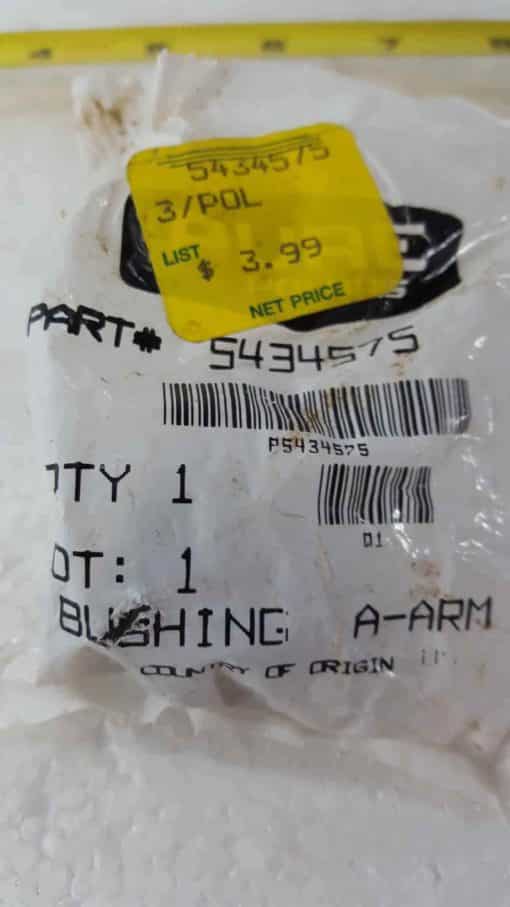 5434575
3/POL
LIST
$ 3.99
NET PRICE
PURE
PART# 5434575
P5434575
TY 1
01
OT: 1
BUSHING A-ARM
COUNTRY OF ORIGIN